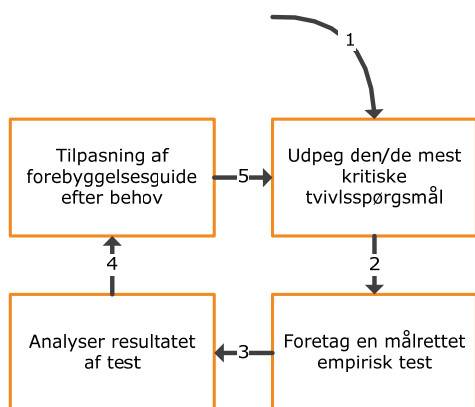 1
Tilpasning af
forebyggelsesguide
efter behov
5
Udpeg den/de mest
kritiske
tvivlsspørgsmål
4
2
Analyser resultatet
af test
3
Foretag en målrettet
empirisk test